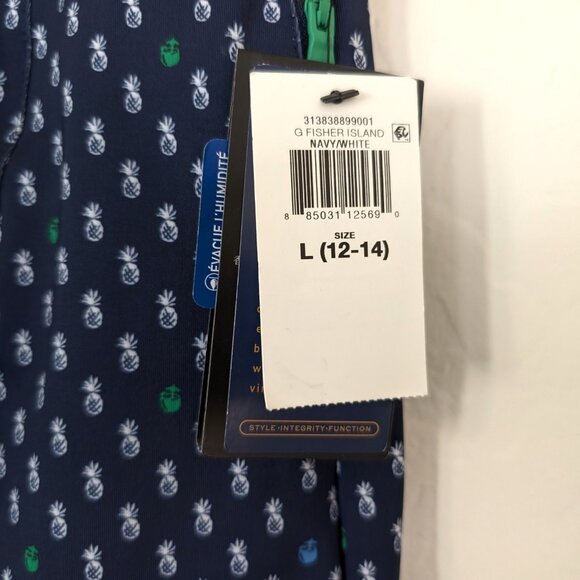 313838899001
G FISHER ISLAND
NAVY/WHITE
8 85031 12569 0
SIZE
L (12-14)
ÉVACUE L'HUMIDITÉ
STYLE·INTEGRITY·FUNCTION